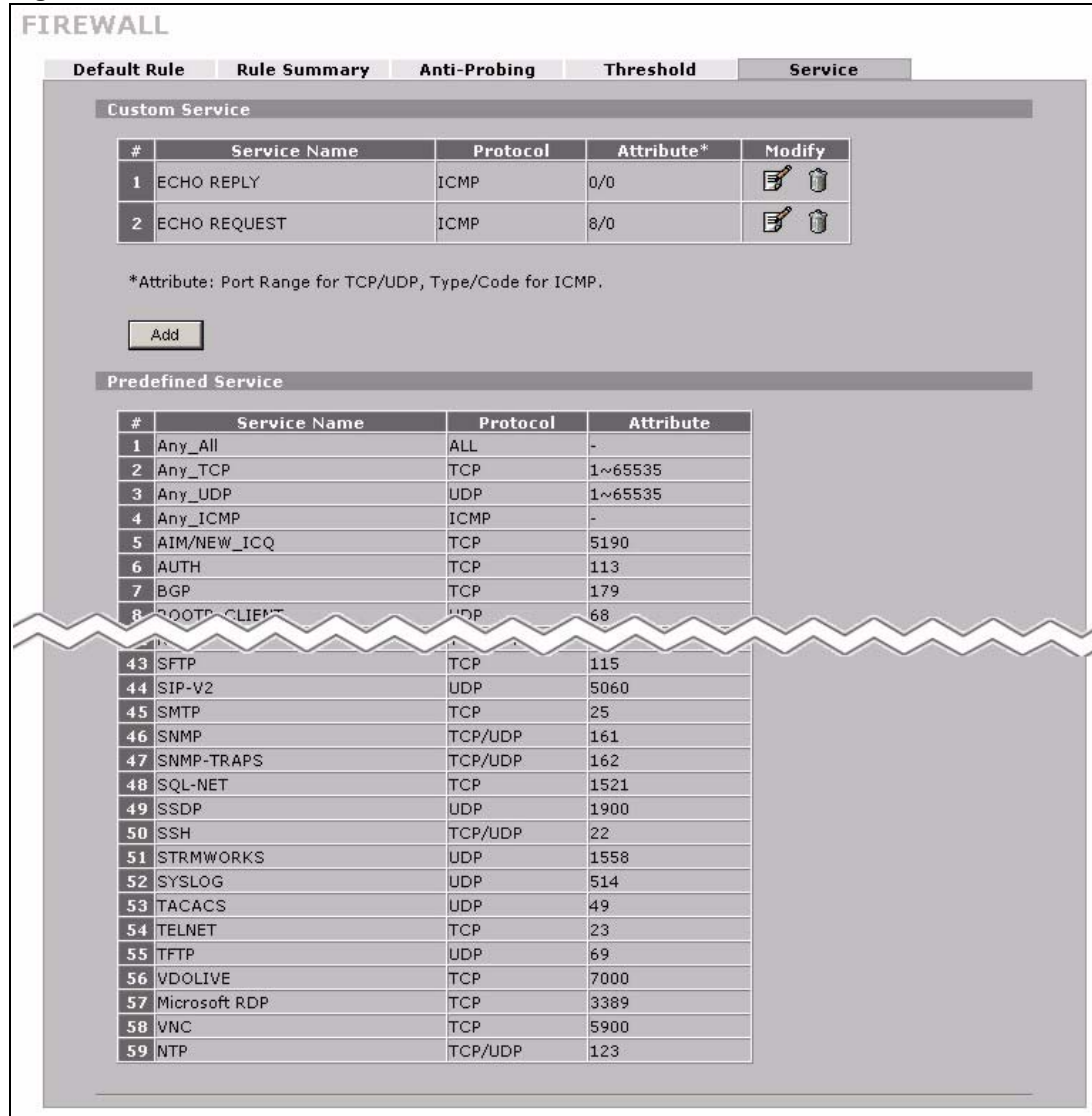 FIREWALL
Default Rule Rule Summary Anti-Probing Threshold Service
Custom Service
# Service Name Protocol Attribute* Modify
1 ECHO REPLY ICMP 0/0
2 ECHO REQUEST ICMP 8/0
*Attribute: Port Range for TCP/UDP, Type/Code for ICMP.
Add
Predefined Service
# Service Name Protocol Attribute
1 Any_All ALL -
2 Any_TCP TCP 1~65535
3 Any_UDP UDP 1~65535
4 Any_ICMP ICMP -
5 AIM/NEW_ICQ TCP 5190
6 AUTH TCP 113
7 BGP TCP 179
8 BOOTP_CLIENT UDP 68
43 SFTP TCP 115
44 SIP-V2 UDP 5060
45 SMTP TCP 25
46 SNMP TCP/UDP 161
47 SNMP-TRAPS TCP/UDP 162
48 SQL-NET TCP 1521
49 SSDP UDP 1900
50 SSH TCP/UDP 22
51 STRMWORKS UDP 1558
52 SYSLOG UDP 514
53 TACACS UDP 49
54 TELNET TCP 23
55 TFTP UDP 69
56 VDOLIVE TCP 7000
57 Microsoft RDP TCP 3389
58 VNC TCP 5900
59 NTP TCP/UDP 123